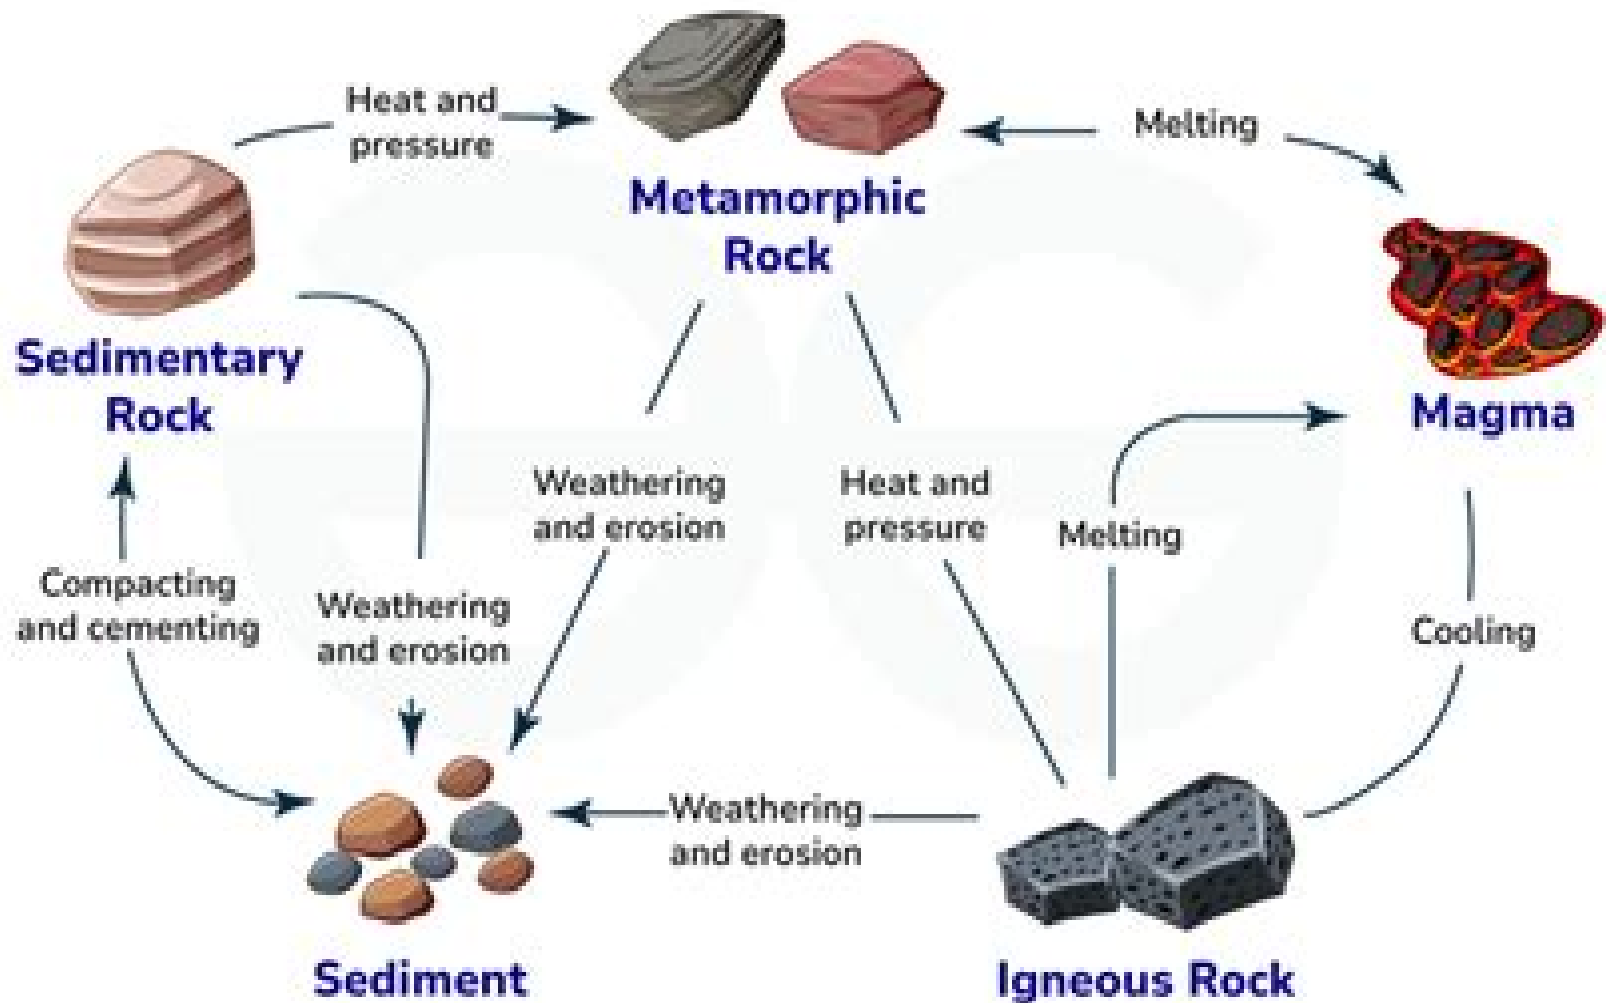 Heat and
pressure
Melting
Metamorphic
Rock
Sedimentary
Rock
Magma
Weathering
and erosion
Heat and
pressure
Melting
Compacting
and cementing
Weathering
and erosion
Cooling
Weathering
and erosion
Sediment
Igneous Rock